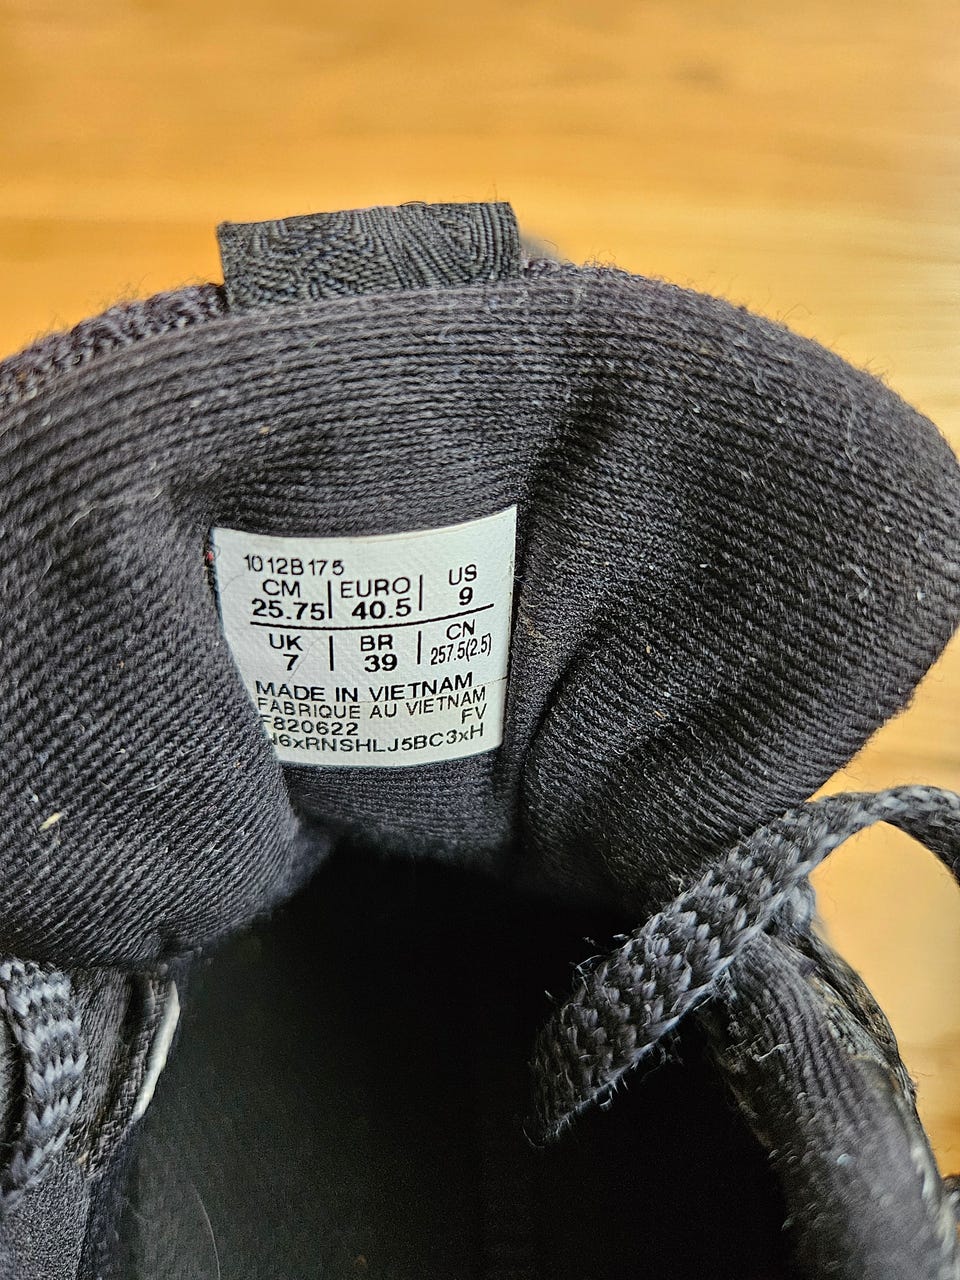 1012B175
CM EURO US
25.75 40.5 9
UK BR CN
7 39 257.5(2.5)
MADE IN VIETNAM
FABRIQUE AU VIETNAM
F820622 FV